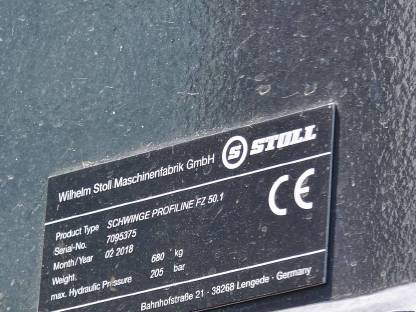 Wilhelm Stoll Maschinenfabrik GmbH S STOLL
Product Type SCHWINGE PROFILINE FZ 50.1
Serial-No. 7095375
Month/Year 02 2018
Weight. 680 kg
max. Hydraulic Pressure 205 bar
CE
Bahnhofstraße 21 - 38268 Lengede - Germany